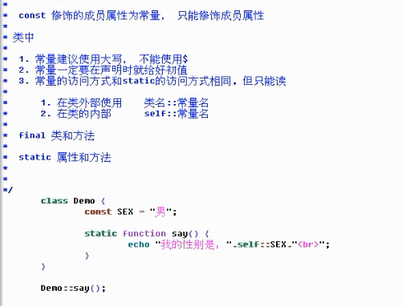 *
* const 修饰的成员属性为常量， 只能修饰成员属性
*
* 类中
*
* 1. 常量建议使用大写， 不能使用$
* 2. 常量一定要在声明时就给好初值
* 3. 常量的访问方式和static的访问方式相同，但只能读
*
* 1. 在类外部使用 类名::常量名
* 2. 在类的内部 self::常量名
*
* final 类和方法
*
* static 属性和方法
*
*
*/
class Demo {
const SEX = "男";
static function say() {
echo "我的性别是：".self::SEX."<br>";
}
}
Demo::say();